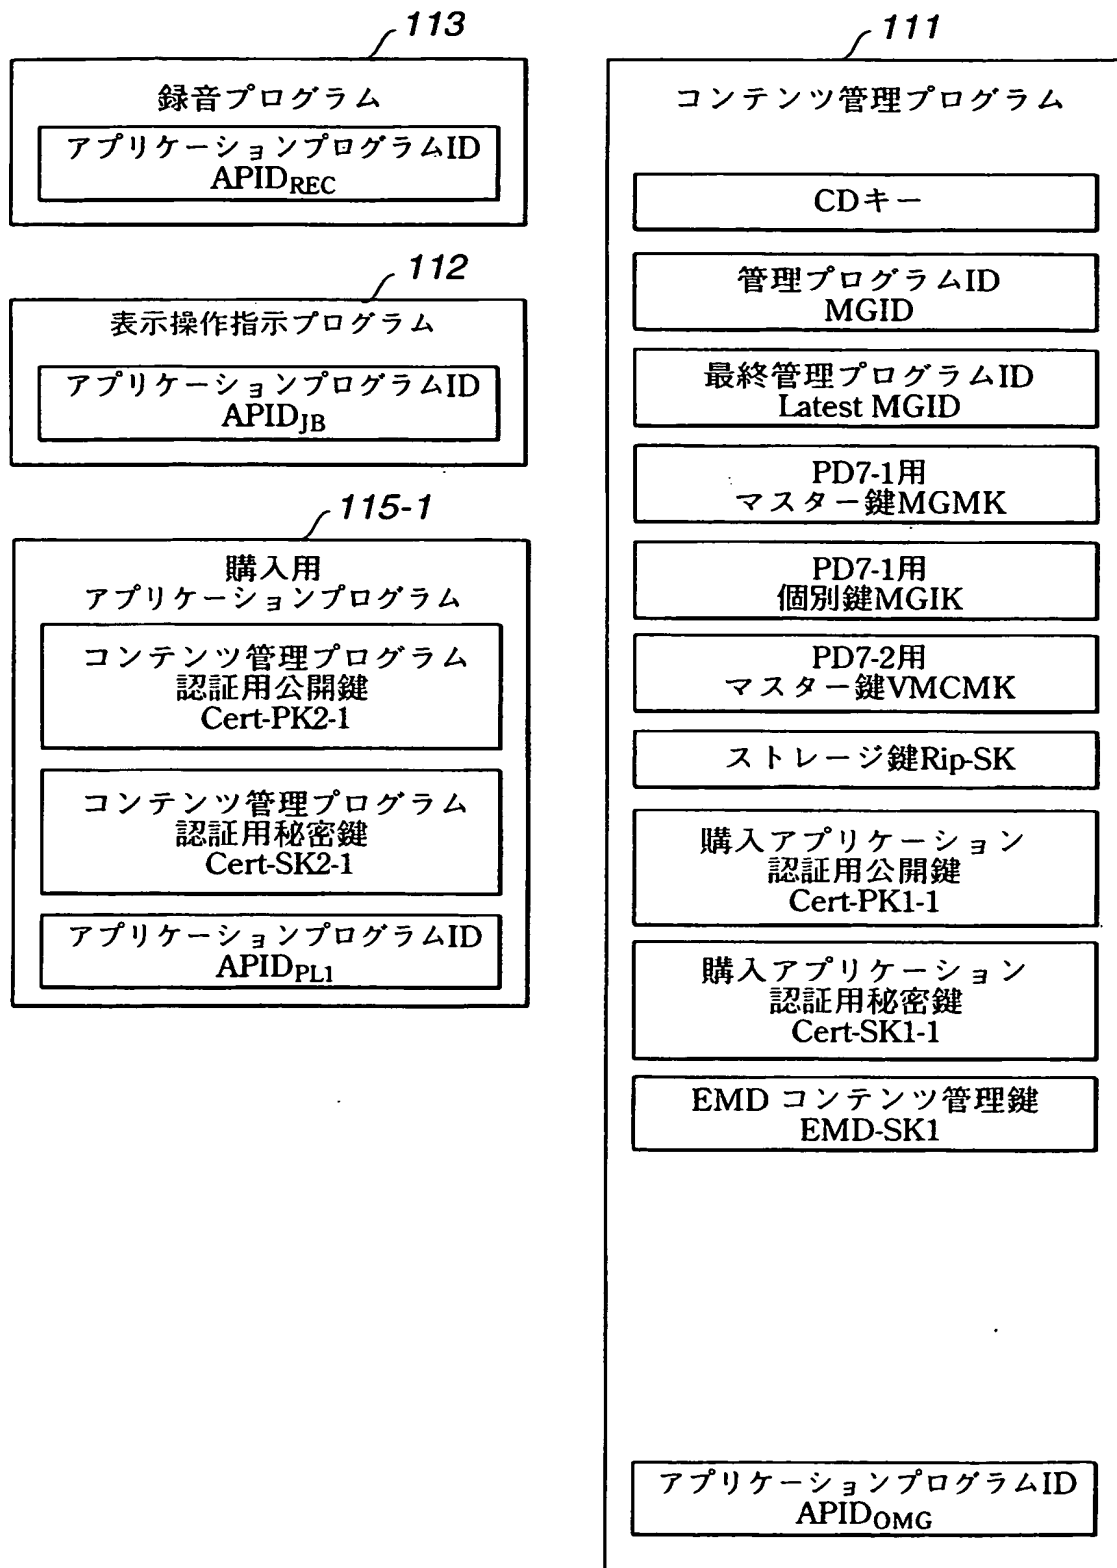 113
録音プログラム
アプリケーションプログラムID
APIDREC
112
表示操作指示プログラム
アプリケーションプログラムID
APIDJB
115-1
購入用
アプリケーションプログラム
コンテンツ管理プログラム
認証用公開鍵
Cert-PK2-1
コンテンツ管理プログラム
認証用秘密鍵
Cert-SK2-1
アプリケーションプログラムID
APIDPL1
111
コンテンツ管理プログラム
CDキー
管理プログラムID
MGID
最終管理プログラムID
Latest MGID
PD7-1用
マスター鍵MGMK
PD7-1用
個別鍵MGIK
PD7-2用
マスター鍵VMCMK
ストレージ鍵Rip-SK
購入アプリケーション
認証用公開鍵
Cert-PK1-1
購入アプリケーション
認証用秘密鍵
Cert-SK1-1
EMD コンテンツ管理鍵
EMD-SK1
アプリケーションプログラムID
APIDOMG